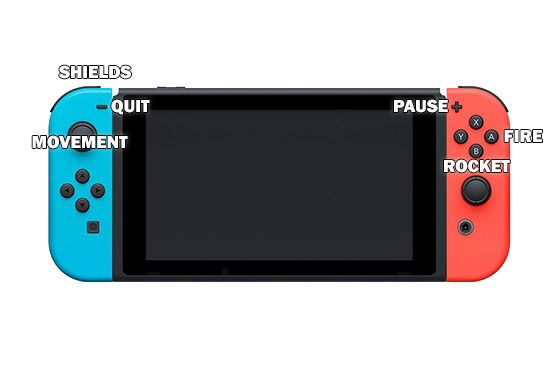 SHIELDS
QUIT
PAUSE
MOVEMENT
X
Y
A
FIRE
B
ROCKET